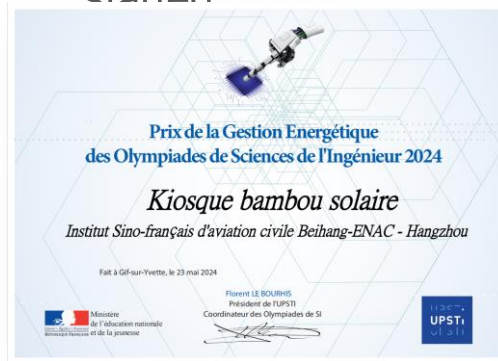 Prix de la Gestion Energétique
des Olympiades de Sciences de l'Ingénieur 2024
Kiosque bambou solaire
Institut Sino-français d'aviation civile Beihang-ENAC - Hangzhou
Fait à Gif-sur-Yvette, le 23 mai 2024
Florent LE BOURHIS
Président de l'UPSTI
Coordinateur des Olympiades de SI
Ministère
de l'éducation nationale
et de la jeunesse
UPSTI